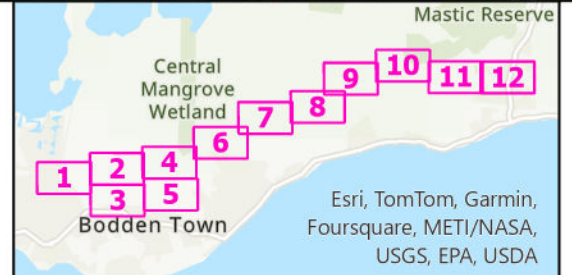 Mastic Reserve
Central
Mangrove
Wetland
10
9
11
12
8
7
6
4
2
1
5
3
Bodden Town
Esri, TomTom, Garmin,
Foursquare, METI/NASA,
USGS, EPA, USDA